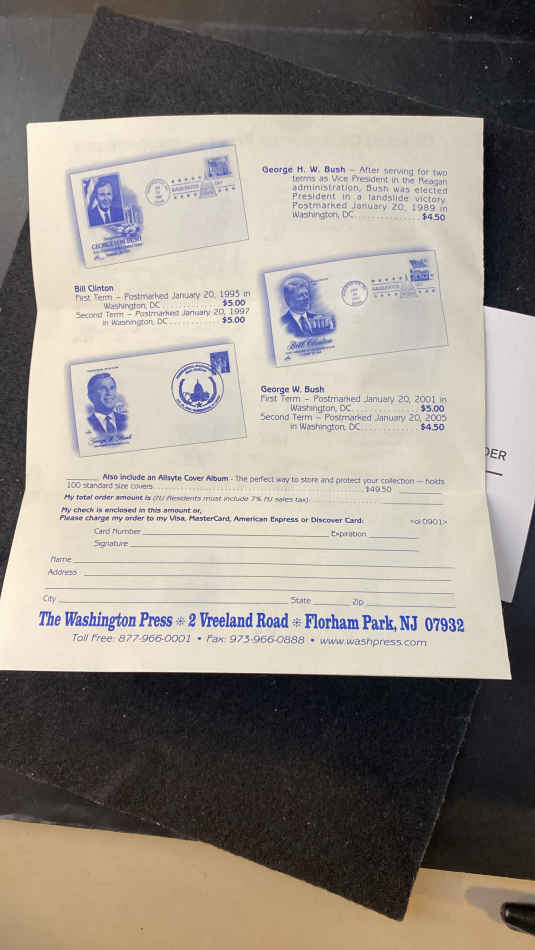 George H. W. Bush – After serving for two
terms as Vice President in the Reagan
administration, Bush was elected
President in a landslide victory.
Postmarked January 20, 1989 in
Washington, DC. . . . . . . . . . . . . . . $4.50
GEORGE H.W. BUSH
Bill Clinton
First Term – Postmarked January 20, 1993 in
Washington, DC . . . . . . . . . . . . . $5.00
Second Term – Postmarked January 20, 1997
in Washington, DC. . . . . . . . . . . . $5.00
Bill Clinton
George W. Bush
First Term – Postmarked January 20, 2001 in
Washington, DC. . . . . . . . . . . . . . . $5.00
Second Term – Postmarked January 20, 2005
in Washington, DC. . . . . . . . . . . . . $4.50
George W. Bush
DER
Also include an Allsyte Cover Album - The perfect way to store and protect your collection – holds
100 standard size covers. . . . . . . . . . . . . . . . . . . . . . . . . . . . . . . . . . . . . . . . . $49.50
My total order amount is (NJ Residents must include 7% NJ sales tax)
My check is enclosed in this amount or,
Please charge my order to my Visa, MasterCard, American Express or Discover Card: <ol0901>
Card Number Expiration
Signature
Name
Address
City State Zip
The Washington Press ❊ 2 Vreeland Road ❊ Florham Park, NJ 07932
Toll Free: 877-966-0001 • Fax: 973-966-0888 • www.washpress.com